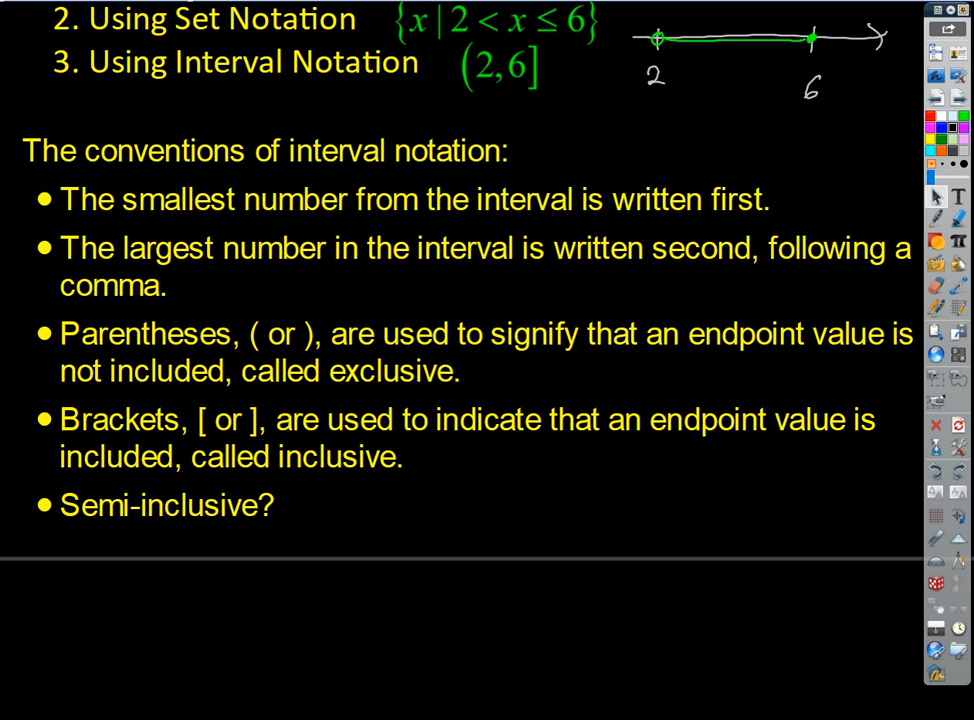 2. Using Set Notation {x | 2 < x ≤ 6}
3. Using Interval Notation (2, 6]
2 6
The conventions of interval notation:
• The smallest number from the interval is written first.
• The largest number in the interval is written second, following a
comma.
• Parentheses, ( or ), are used to signify that an endpoint value is
not included, called exclusive.
• Brackets, [ or ], are used to indicate that an endpoint value is
included, called inclusive.
• Semi-inclusive?